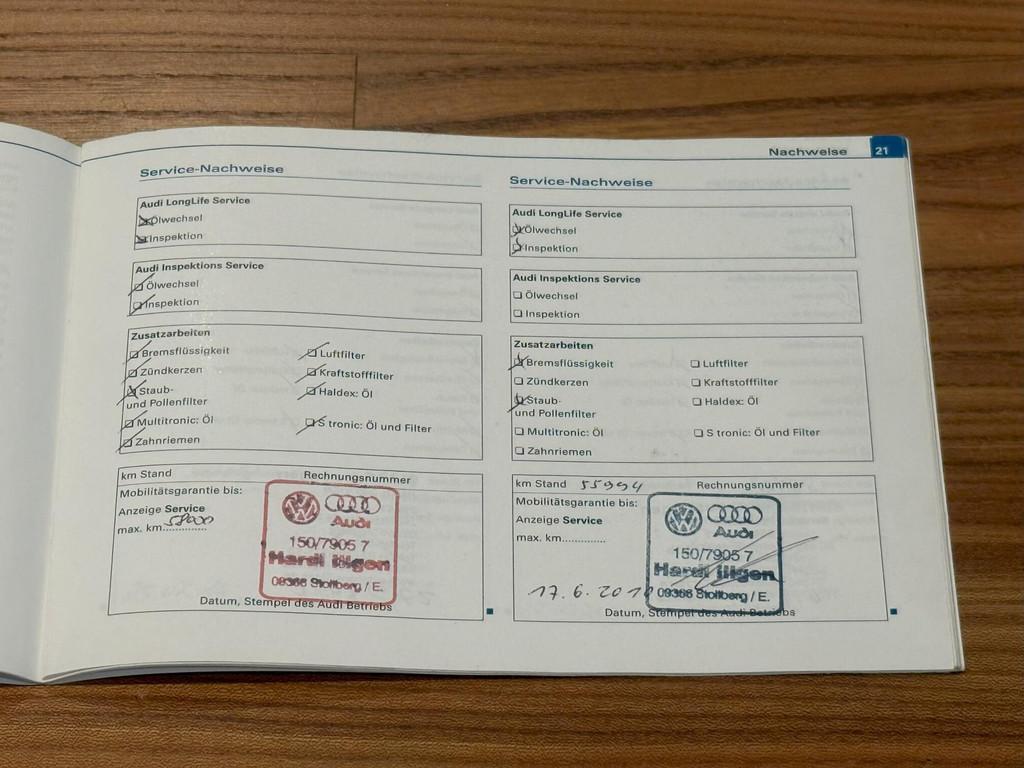 Nachweise 21
Service-Nachweise
Audi LongLife Service
Ölwechsel
Inspektion
Audi Inspektions Service
Ölwechsel
Inspektion
Zusatzarbeiten
Bremsflüssigkeit Luftfilter
Zündkerzen Kraftstofffilter
Staub- Haldex: Öl
und Pollenfilter
Multitronic: Öl S tronic: Öl und Filter
Zahnriemen
km Stand Rechnungsnummer
Mobilitätsgarantie bis:
Anzeige Service
max. km..............
Audi
150/7905 7
Hardi Illgen
09366 Stollberg / E.
Datum, Stempel des Audi Betriebs
Service-Nachweise
Audi LongLife Service
Ölwechsel
Inspektion
Audi Inspektions Service
Ölwechsel
Inspektion
Zusatzarbeiten
Bremsflüssigkeit Luftfilter
Zündkerzen Kraftstofffilter
Staub- Haldex: Öl
und Pollenfilter
Multitronic: Öl S tronic: Öl und Filter
Zahnriemen
km Stand 55994 Rechnungsnummer
Mobilitätsgarantie bis:
Anzeige Service
max. km..............
Audi
150/7905 7
Hardi Illgen
17.6.
09366 Stollberg / E.
Datum, Stempel des Audi Betriebs